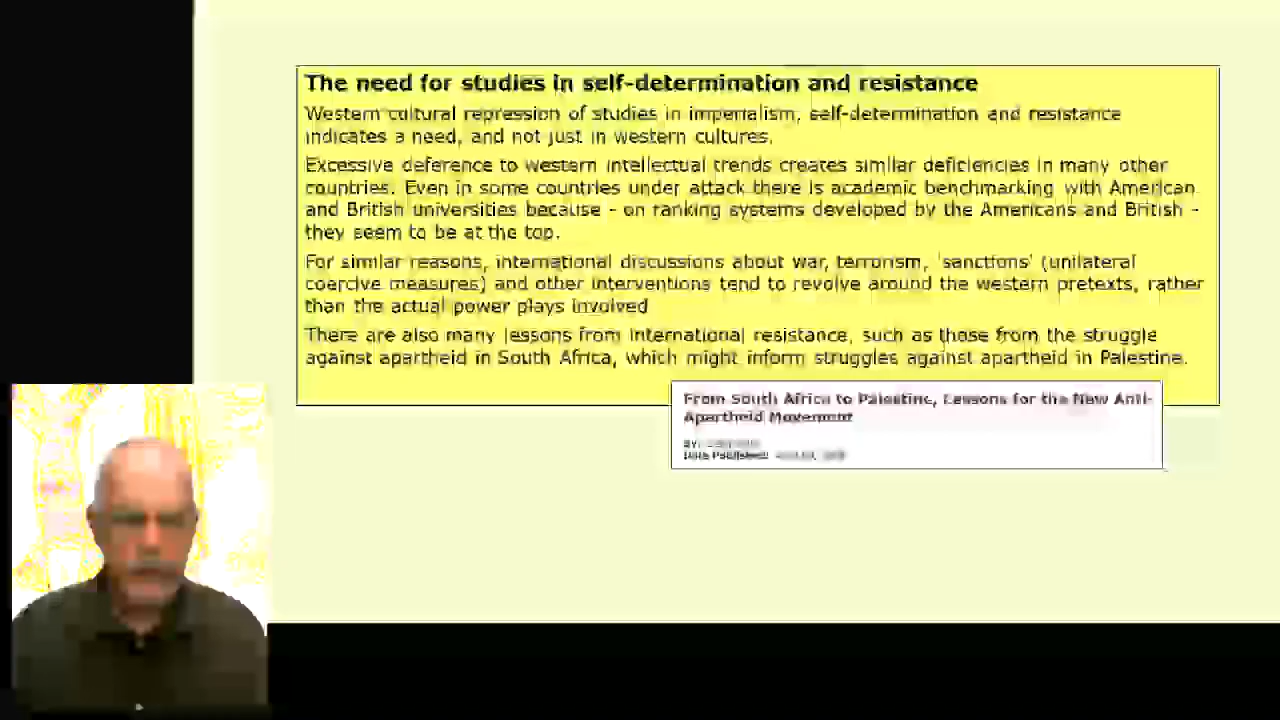 The need for studies in self-determination and resistance
Western cultural repression of studies in imperialism, self-determination and resistance
indicates a need, and not just in western cultures.
Excessive deference to western intellectual trends creates similar deficiencies in many other
countries. Even in some countries under attack there is academic benchmarking with American
and British universities because - on ranking systems developed by the Americans and British -
they seem to be at the top.
For similar reasons, international discussions about war, terrorism, 'sanctions' (unilateral
coercive measures) and other interventions tend to revolve around the western pretexts, rather
than the actual power plays involved
There are also many lessons from international resistance, such as those from the struggle
against apartheid in South Africa, which might inform struggles against apartheid in Palestine.
From South Africa to Palestine, Lessons for the New Anti-
Apartheid Movement
By:
Date Published: